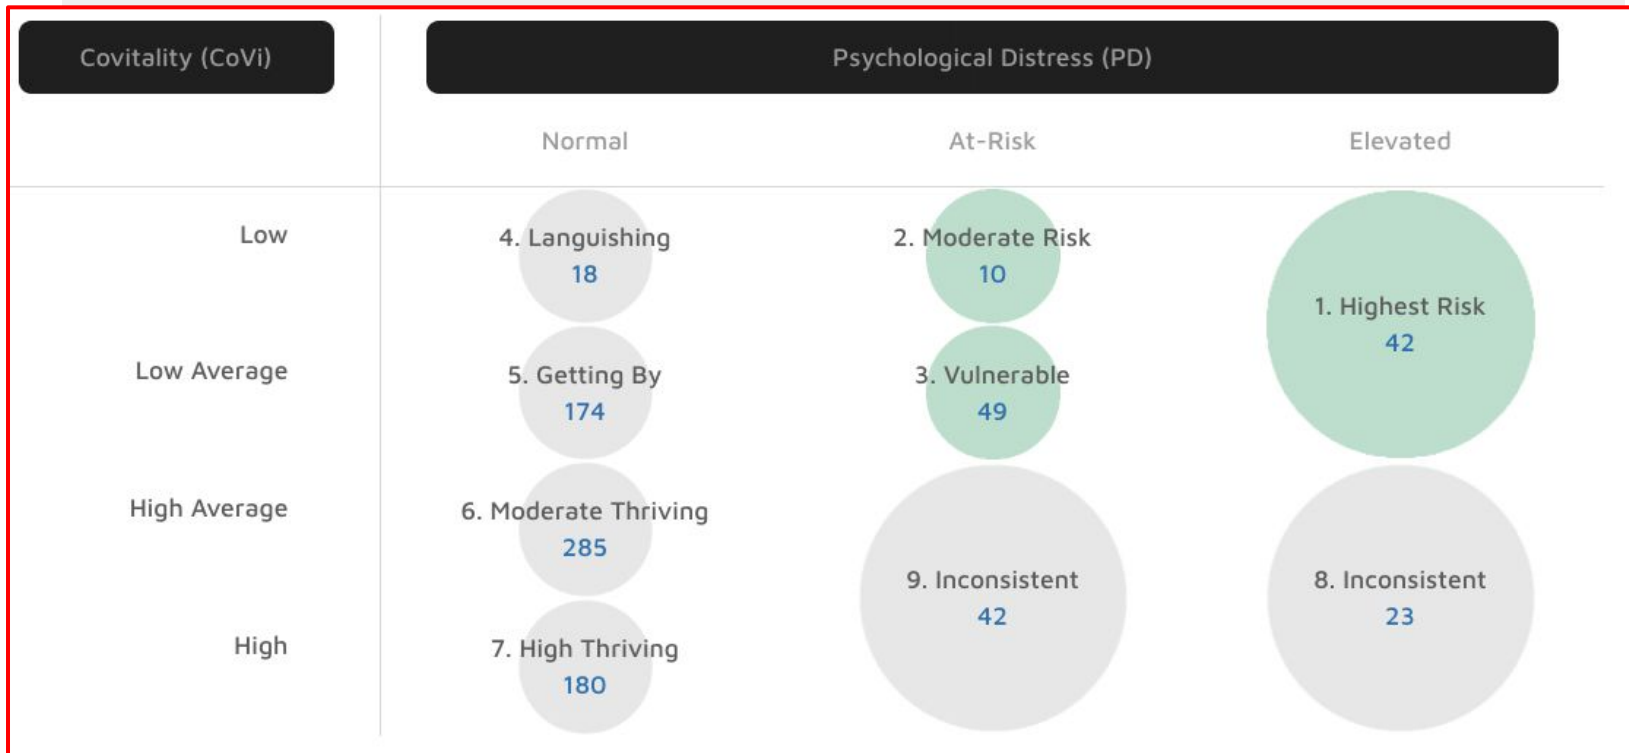 Covitality (CoVi)
Psychological Distress (PD)
Normal
At-Risk
Elevated
Low
4. Languishing
18
2. Moderate Risk
10
1. Highest Risk
42
Low Average
5. Getting By
174
3. Vulnerable
49
High Average
6. Moderate Thriving
285
9. Inconsistent
42
8. Inconsistent
23
High
7. High Thriving
180